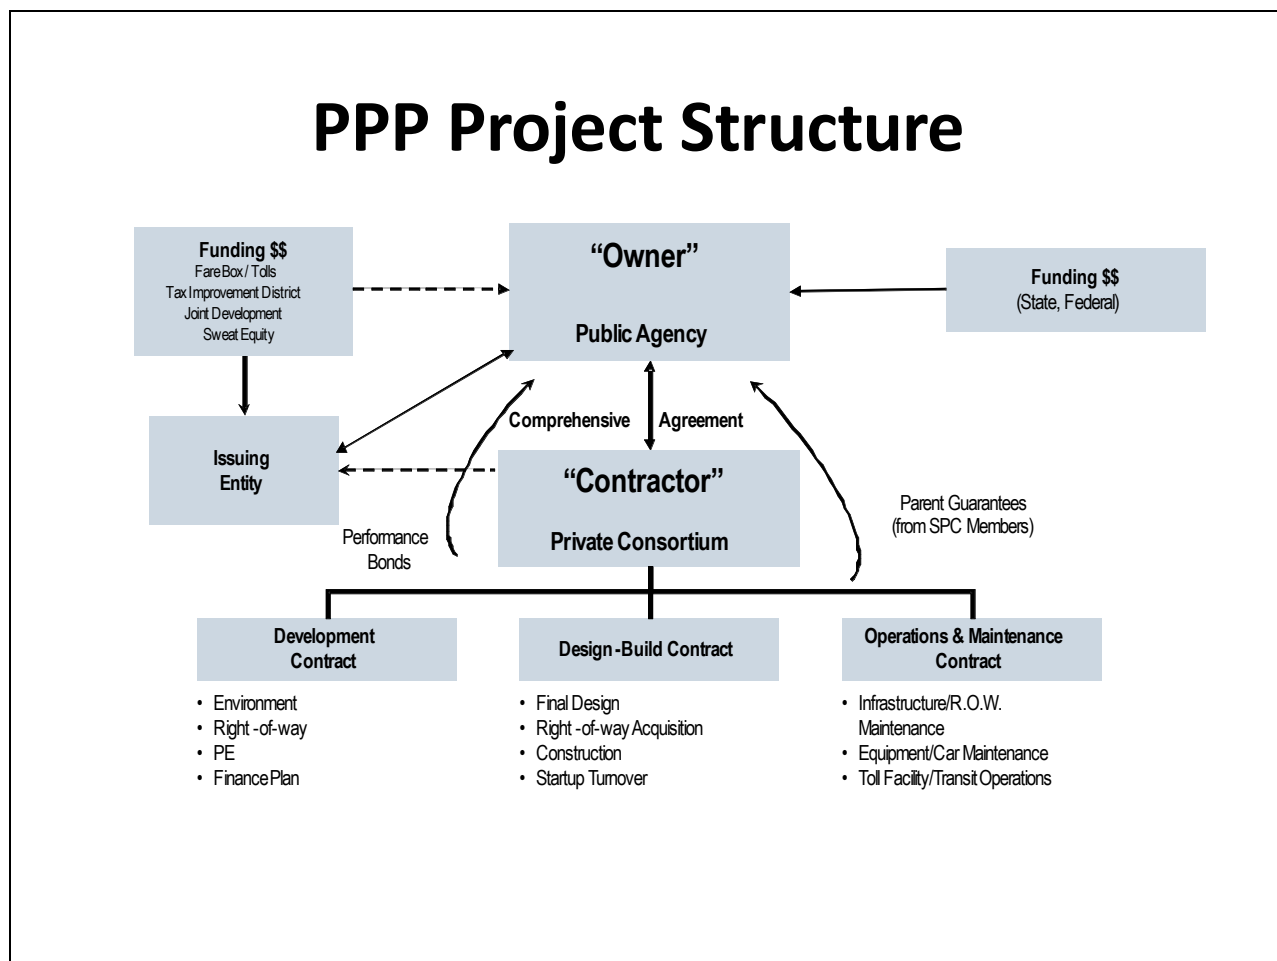 PPP Project Structure
Funding $$
Fare Box / Tolls
Tax Improvement District
Joint Development
Sweat Equity
“Owner”
Public Agency
Funding $$
(State, Federal)
Comprehensive Agreement
Issuing
Entity
“Contractor”
Private Consortium
Performance
Bonds
Parent Guarantees
(from SPC Members)
Development
Contract
• Environment
• Right -of-way
• PE
• Finance Plan
Design -Build Contract
• Final Design
• Right -of-way Acquisition
• Construction
• Startup Turnover
Operations & Maintenance
Contract
• Infrastructure/R.O.W.
Maintenance
• Equipment/Car Maintenance
• Toll Facility/Transit Operations